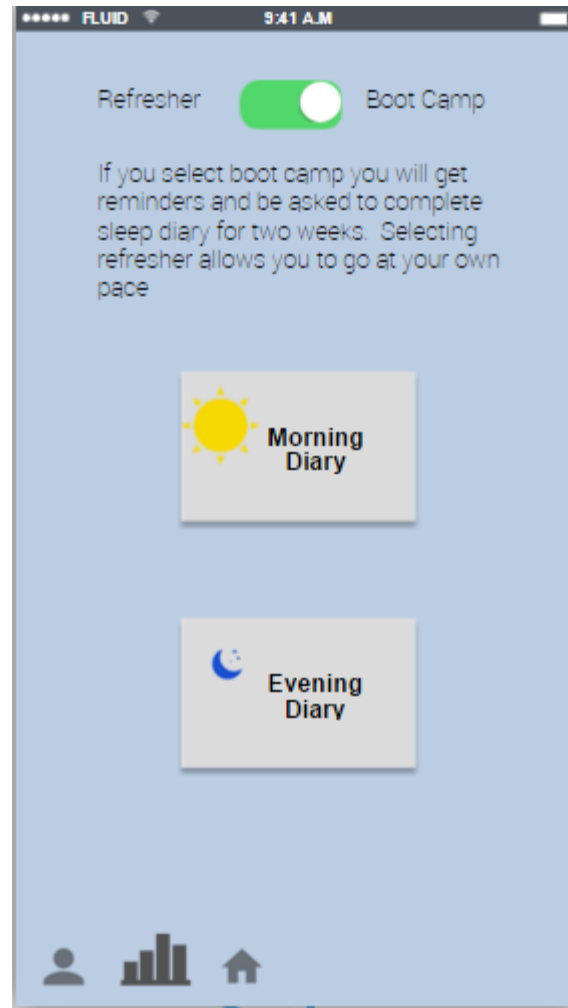 FLUID 9:41 A.M
Refresher Boot Camp
If you select boot camp you will get
reminders and be asked to complete
sleep diary for two weeks. Selecting
refresher allows you to go at your own
pace
Morning
Diary
Evening
Diary